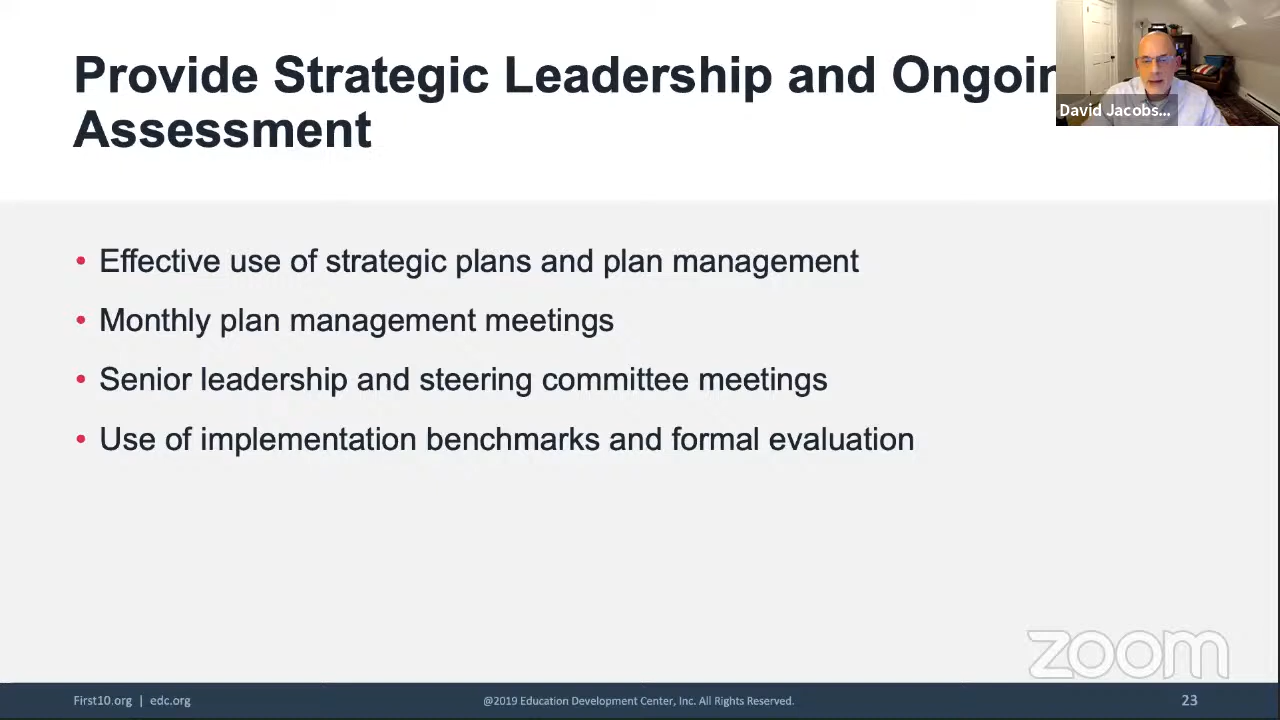 Provide Strategic Leadership and Ongoin
Assessment
David Jacobs...
• Effective use of strategic plans and plan management
• Monthly plan management meetings
• Senior leadership and steering committee meetings
• Use of implementation benchmarks and formal evaluation
zoom
First10.org | edc.org
@2019 Education Development Center, Inc. All Rights Reserved.
23